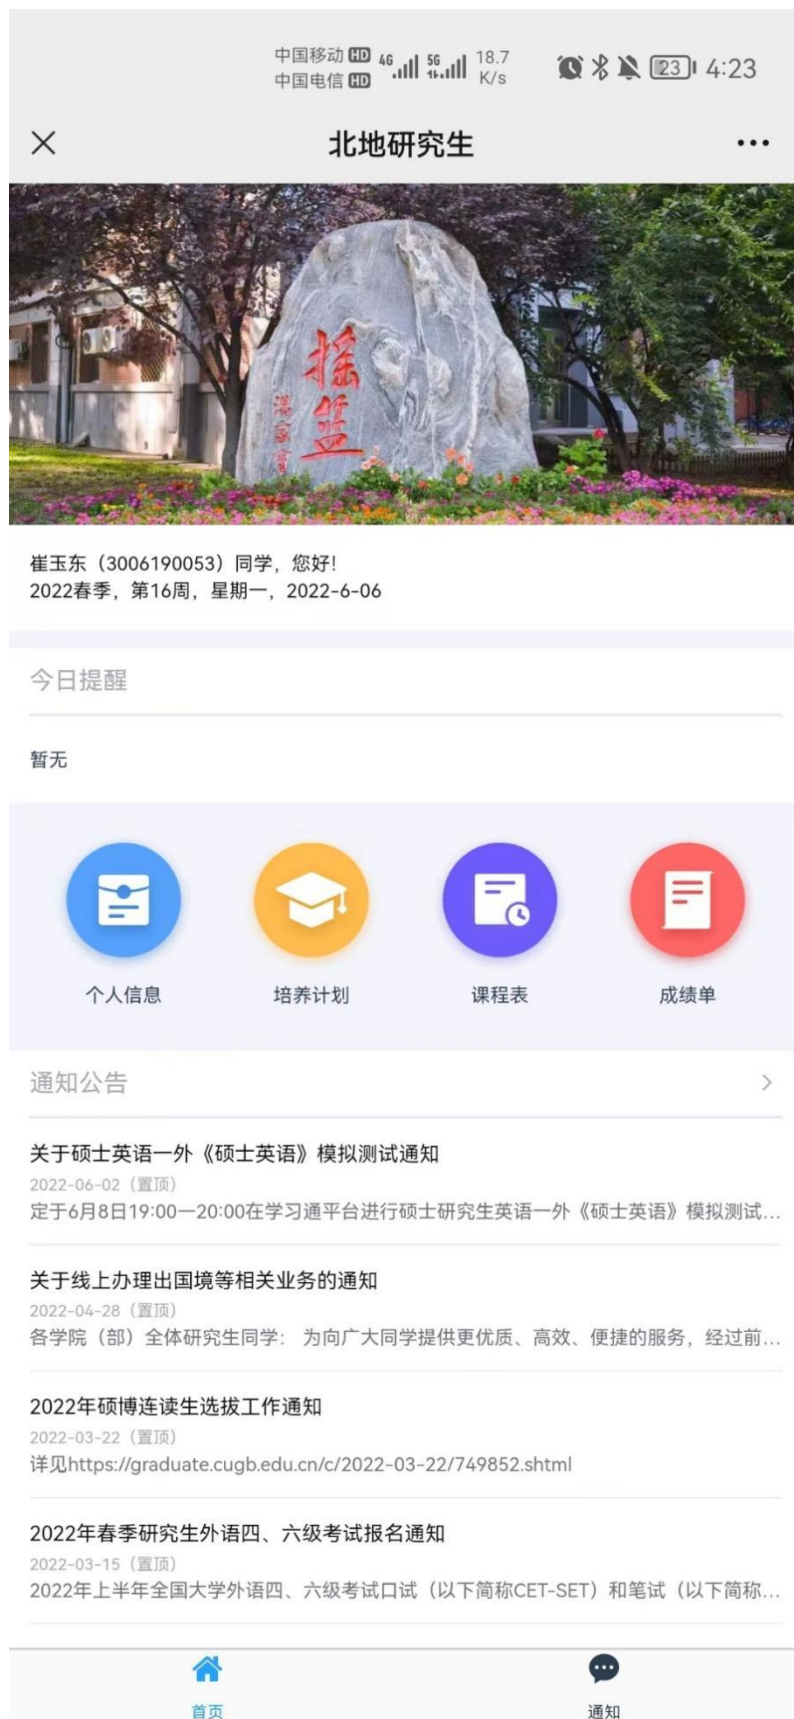 中国移动 HD 4G 5G 18.7 K/s 23 4:23
中国电信 HD
北地研究生
摇篮
温家宝
崔玉东（3006190053）同学，您好！
2022春季，第16周，星期一，2022-6-06
今日提醒
暂无
个人信息 培养计划 课程表 成绩单
通知公告
关于硕士英语一外《硕士英语》模拟测试通知
2022-06-02（置顶）
定于6月8日19:00—20:00在学习通平台进行硕士研究生英语一外《硕士英语》模拟测试...
关于线上办理出国境等相关业务的通知
2022-04-28（置顶）
各学院（部）全体研究生同学： 为向广大同学提供更优质、高效、便捷的服务，经过前...
2022年硕博连读生选拔工作通知
2022-03-22（置顶）
详见https://graduate.cugb.edu.cn/c/2022-03-22/749852.shtml
2022年春季研究生外语四、六级考试报名通知
2022-03-15（置顶）
2022年上半年全国大学外语四、六级考试口试（以下简称CET-SET）和笔试（以下简称...
首页 通知